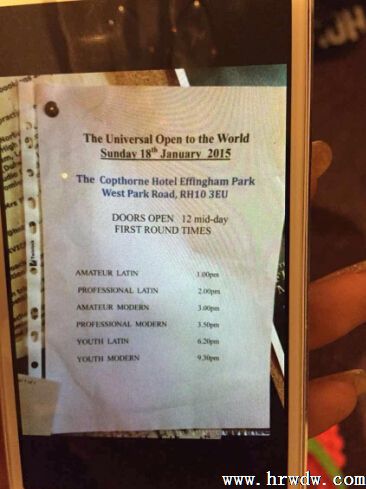 The Universal Open to the World
Sunday 18th January 2015
The Copthorne Hotel Effingham Park
West Park Road, RH10 3EU
DOORS OPEN 12 mid-day
FIRST ROUND TIMES
AMATEUR LATIN 1.00pm
PROFESSIONAL LATIN 2.00pm
AMATEUR MODERN 3.00pm
PROFESSIONAL MODERN 3.50pm
YOUTH LATIN 6.20pm
YOUTH MODERN 9.30pm
www.hrwdw.com